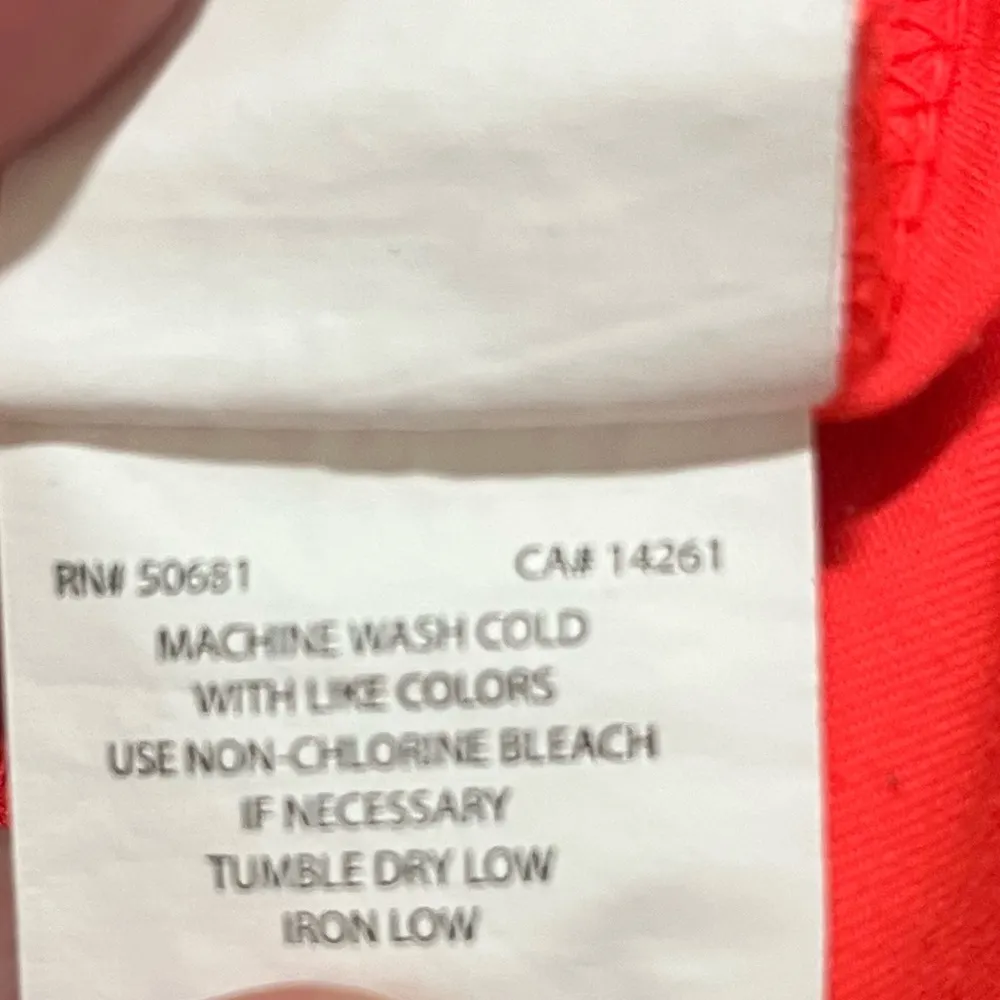 RN# 50681 CA# 14261
MACHINE WASH COLD
WITH LIKE COLORS
USE NON-CHLORINE BLEACH
IF NECESSARY
TUMBLE DRY LOW
IRON LOW